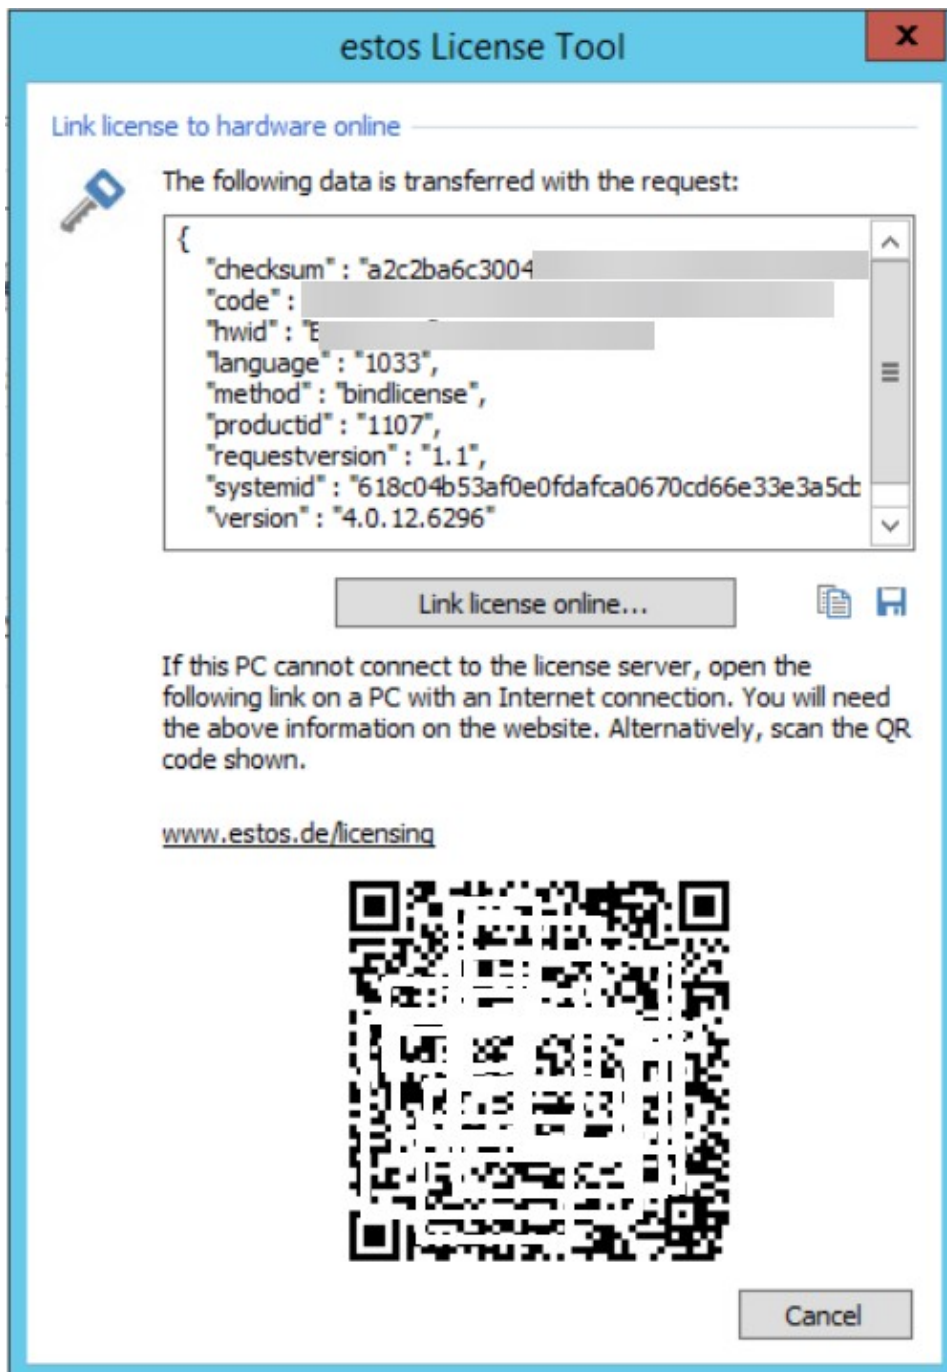 estos License Tool
x
Link license to hardware online
The following data is transferred with the request:
{
"checksum" : "a2c2ba6c3004
"code" :
"hwid" : "E
"language" : "1033",
"method" : "bindlicense",
"productid" : "1107",
"requestversion" : "1.1",
"systemid" : "618c04b53af0e0fdafca0670cd66e33e3a5cb
"version" : "4.0.12.6296"
Link license online...
If this PC cannot connect to the license server, open the
following link on a PC with an Internet connection. You will need
the above information on the website. Alternatively, scan the QR
code shown.
www.estos.de/licensing
Cancel